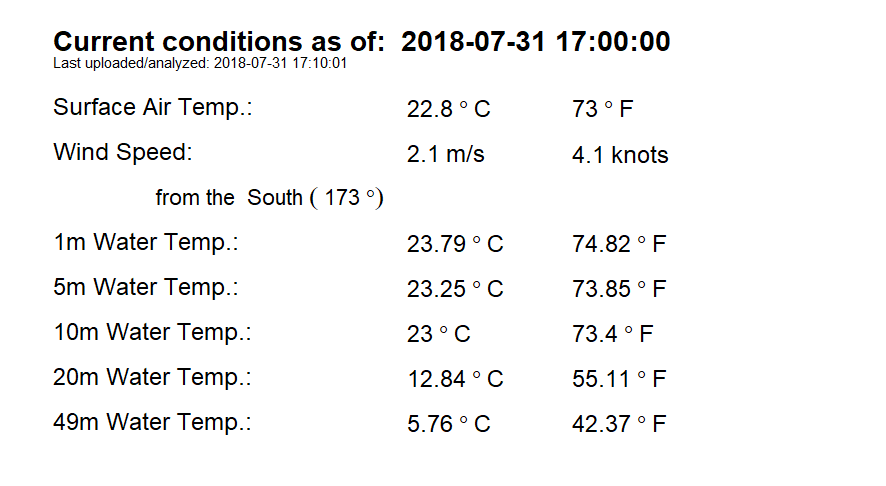 Current conditions as of: 2018-07-31 17:00:00
Last uploaded/analyzed: 2018-07-31 17:10:01
Surface Air Temp.: 22.8 ° C 73 ° F
Wind Speed: 2.1 m/s 4.1 knots
from the South ( 173 °)
1m Water Temp.: 23.79 ° C 74.82 ° F
5m Water Temp.: 23.25 ° C 73.85 ° F
10m Water Temp.: 23 ° C 73.4 ° F
20m Water Temp.: 12.84 ° C 55.11 ° F
49m Water Temp.: 5.76 ° C 42.37 ° F